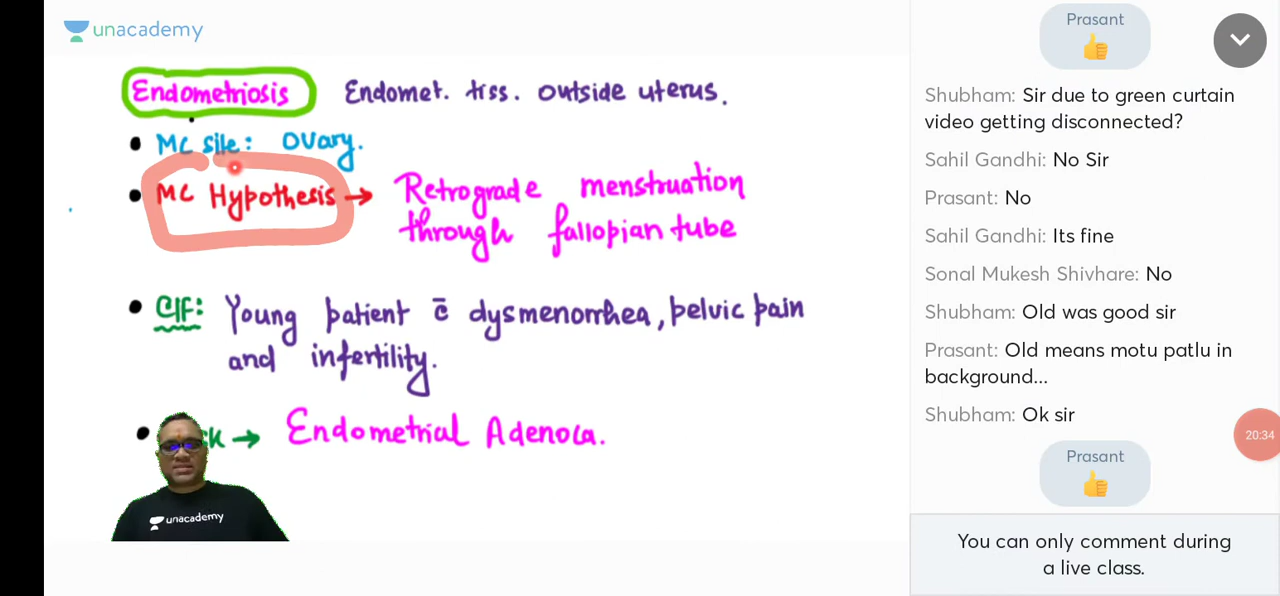 unacademy
Endometriosis Endomet. tiss. outside uterus.
• MC site: Ovary.
• MC Hypothesis → Retrograde menstruation
through fallopian tube
• C/F: Young patient c̄ dysmenorrhea, pelvic pain
and infertility.
• → Endometrial Adenoca.
unacademy
Prasant
👍
Shubham: Sir due to green curtain
video getting disconnected?
Sahil Gandhi: No Sir
Prasant: No
Sahil Gandhi: Its fine
Sonal Mukesh Shivhare: No
Shubham: Old was good sir
Prasant: Old means motu patlu in
background...
Shubham: Ok sir
20:34
Prasant
👍
You can only comment during
a live class.